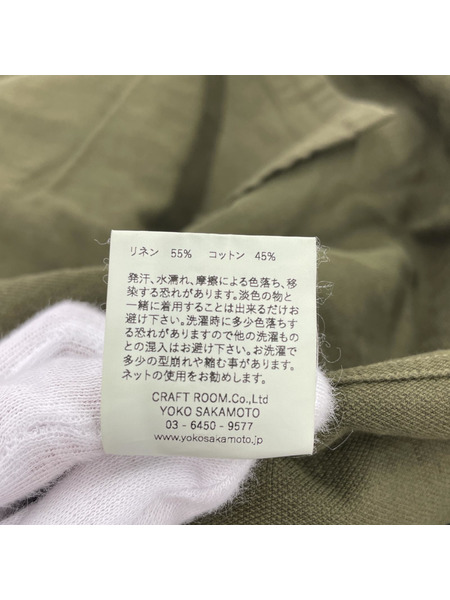 リネン 55% コットン 45%
発汗、水濡れ、摩擦による色落ち、移
染する恐れがあります。淡色の物と
一緒に着用することは出来るだけお
避け下さい。洗濯時に多少色落ちす
る恐れがありますので他の洗濯もの
との混入はお避け下さい。お洗濯で
多少の型崩れや縮む事があります。
ネットの使用をお勧めします。
CRAFT ROOM.Co.,Ltd
YOKO SAKAMOTO
03 - 6450 - 9577
www.yokosakamoto.jp